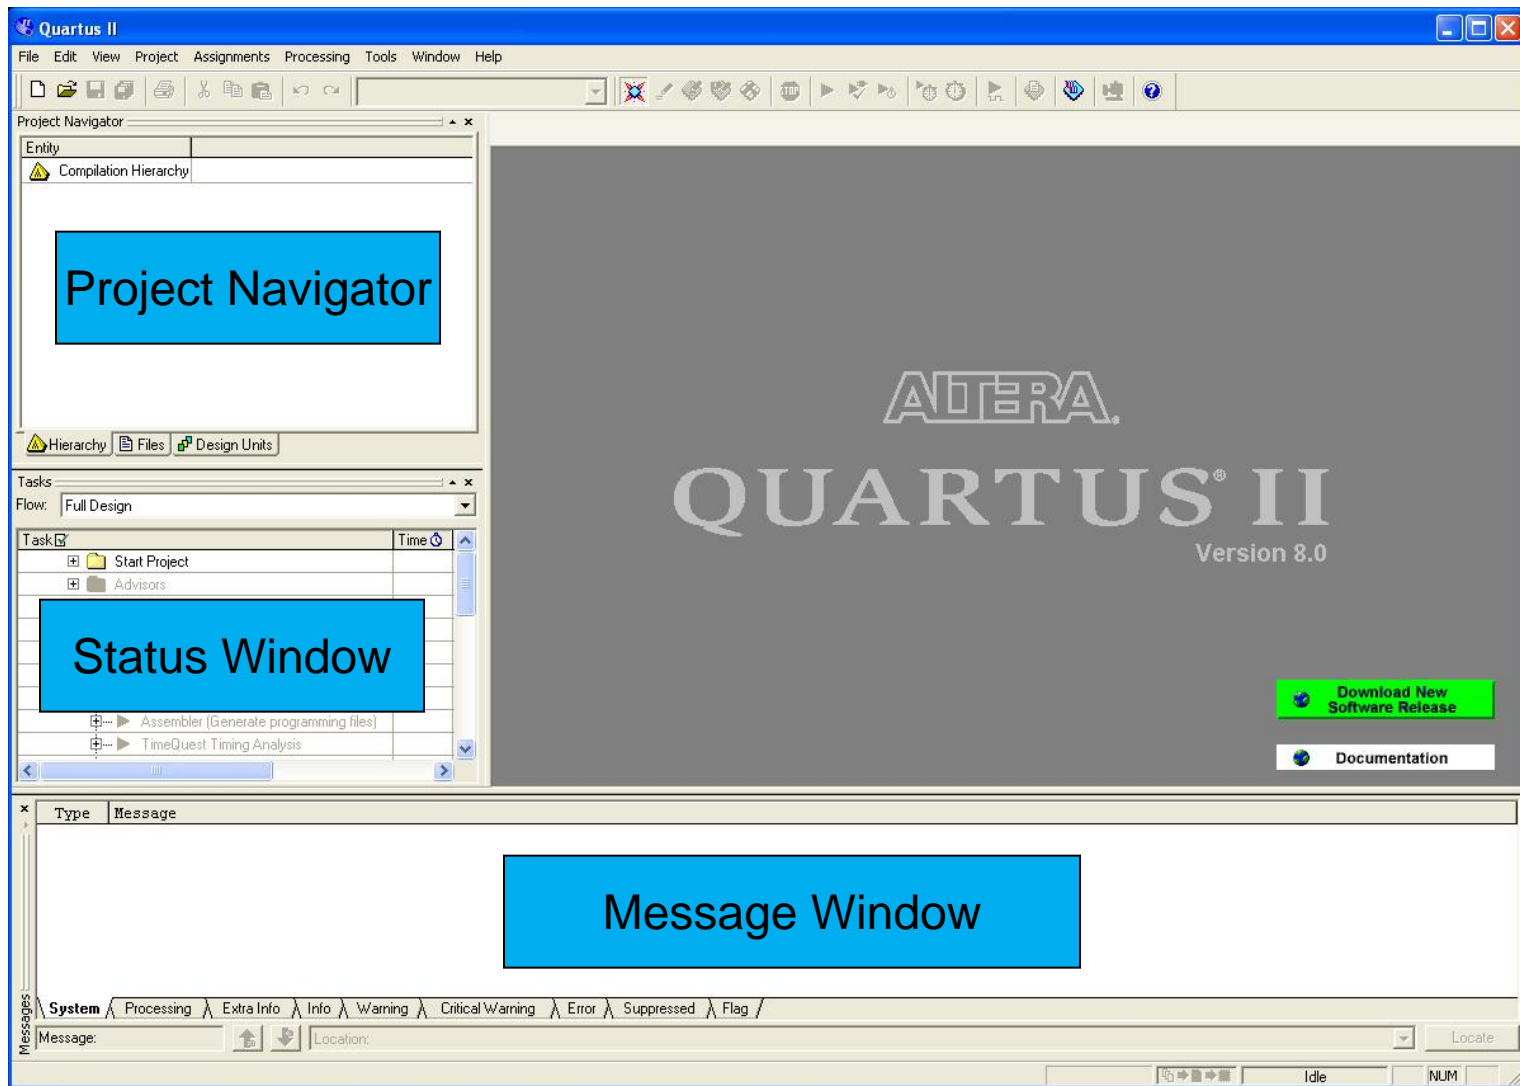 Quartus II
File Edit View Project Assignments Processing Tools Window Help
STOP
Project Navigator
Entity
Compilation Hierarchy
Project Navigator
Hierarchy Files Design Units
Tasks
Flow: Full Design
Task Time
Start Project
Advisors
Status Window
Assembler (Generate programming files)
TimeQuest Timing Analysis
ALTERA®
QUARTUS® II
Version 8.0
Download New
Software Release
Documentation
Type Message
Message Window
System Processing Extra Info Info Warning Critical Warning Error Suppressed Flag
Messages
Message: Location: Locate
Idle NUM